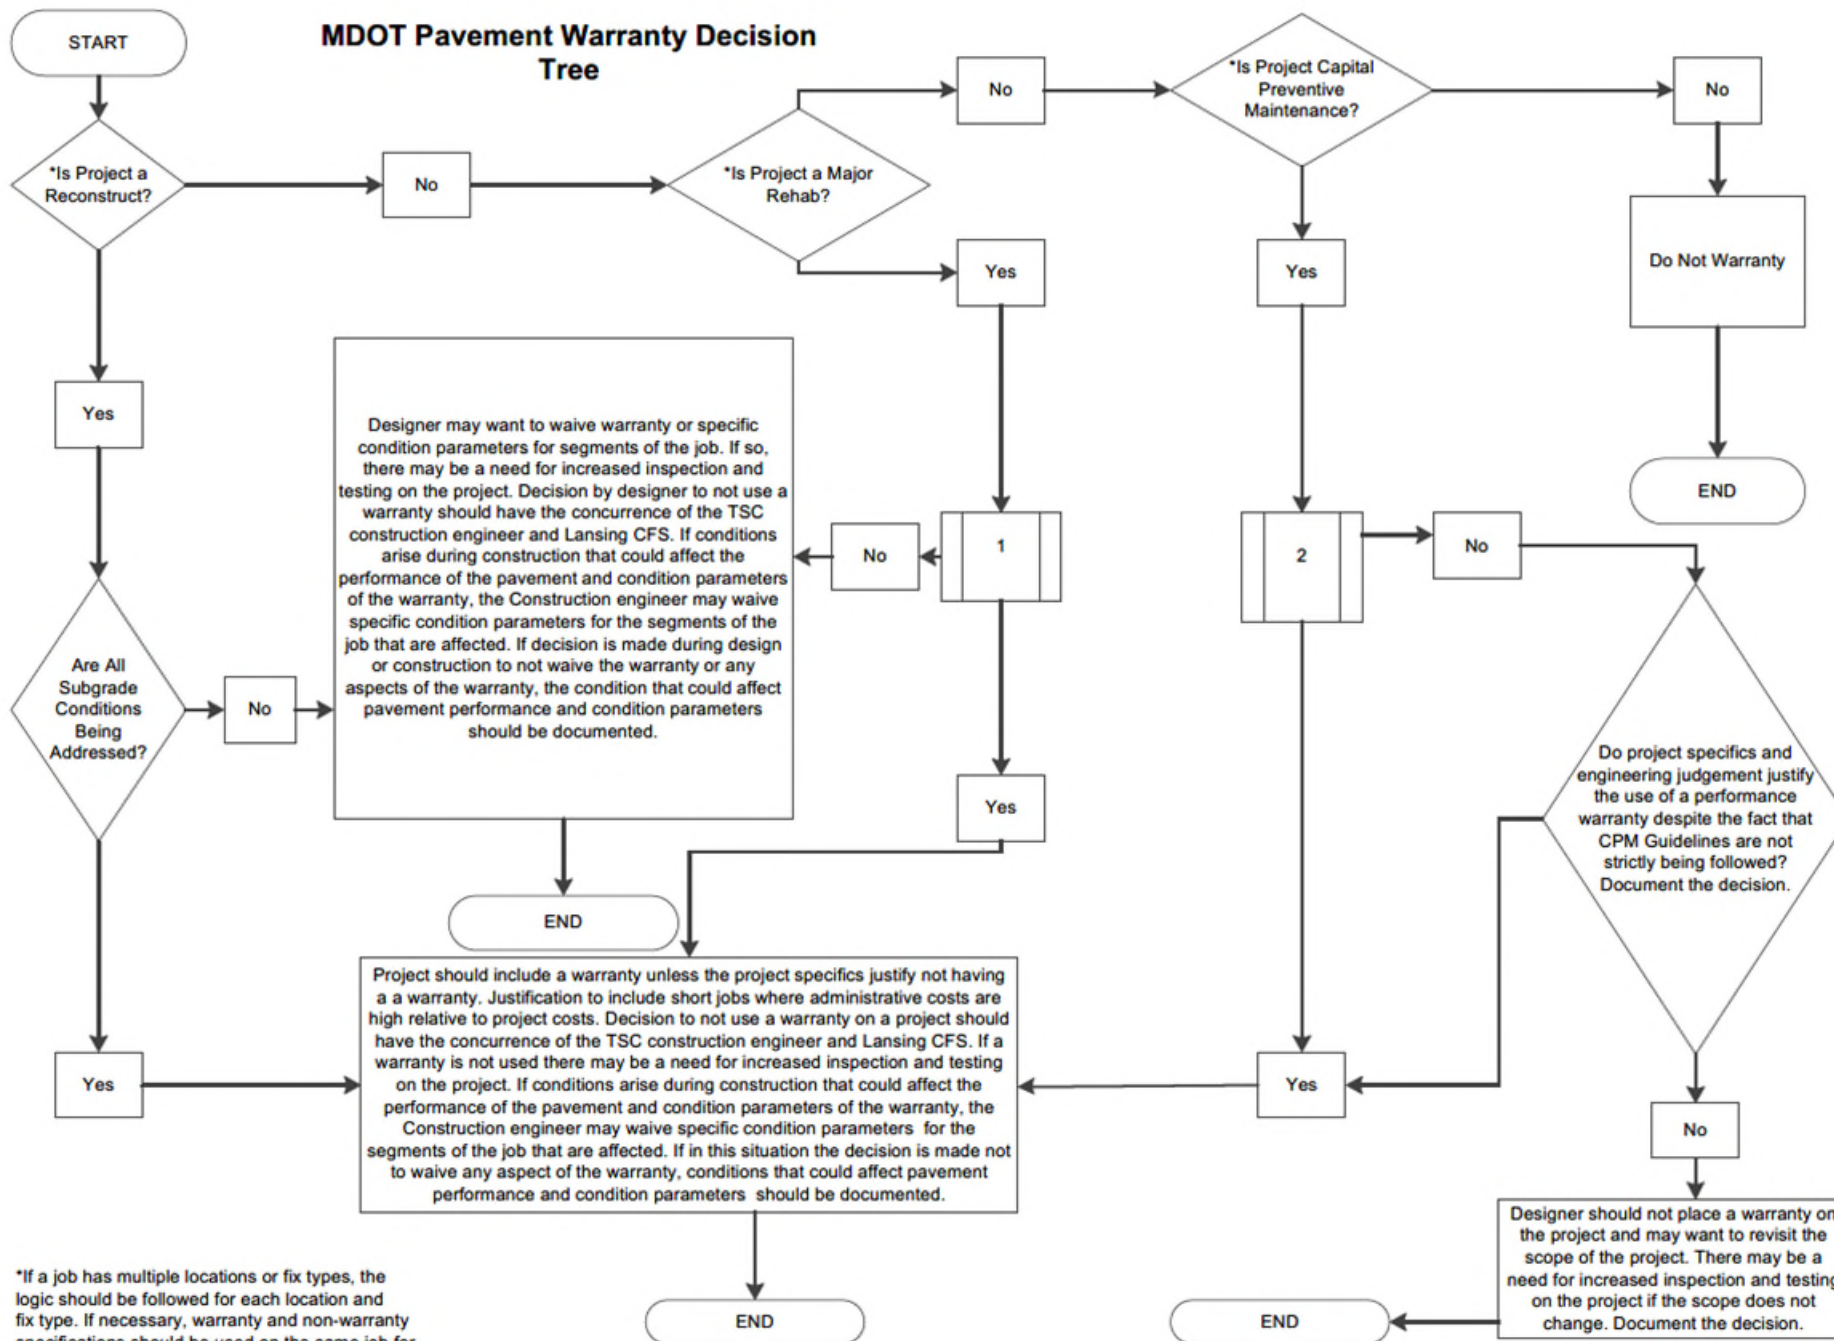 START
MDOT Pavement Warranty Decision
Tree
*Is Project a
Reconstruct?
No
*Is Project a Major
Rehab?
No
*Is Project Capital
Preventive
Maintenance?
No
Do Not Warranty
END
Yes
Yes
Yes
Designer may want to waive warranty or specific
condition parameters for segments of the job. If so,
there may be a need for increased inspection and
testing on the project. Decision by designer to not use a
warranty should have the concurrence of the TSC
construction engineer and Lansing CFS. If conditions
arise during construction that could affect the
performance of the pavement and condition parameters
of the warranty, the Construction engineer may waive
specific condition parameters for the segments of the
job that are affected. If decision is made during design
or construction to not waive the warranty or any
aspects of the warranty, the condition that could affect
pavement performance and condition parameters
should be documented.
No
1
2
No
Are All
Subgrade
Conditions
Being
Addressed?
No
Yes
Do project specifics and
engineering judgement justify
the use of a performance
warranty despite the fact that
CPM Guidelines are not
strictly being followed?
Document the decision.
END
Project should include a warranty unless the project specifics justify not having
a a warranty. Justification to include short jobs where administrative costs are
high relative to project costs. Decision to not use a warranty on a project should
have the concurrence of the TSC construction engineer and Lansing CFS. If a
warranty is not used there may be a need for increased inspection and testing
on the project. If conditions arise during construction that could affect the
performance of the pavement and condition parameters of the warranty, the
Construction engineer may waive specific condition parameters for the
segments of the job that are affected. If in this situation the decision is made not
to waive any aspect of the warranty, conditions that could affect pavement
performance and condition parameters should be documented.
Yes
Yes
No
Designer should not place a warranty on
the project and may want to revisit the
scope of the project. There may be a
need for increased inspection and testing
on the project if the scope does not
change. Document the decision.
*If a job has multiple locations or fix types, the
logic should be followed for each location and
fix type. If necessary, warranty and non-warranty
specifications should be used on the same job for
END
END